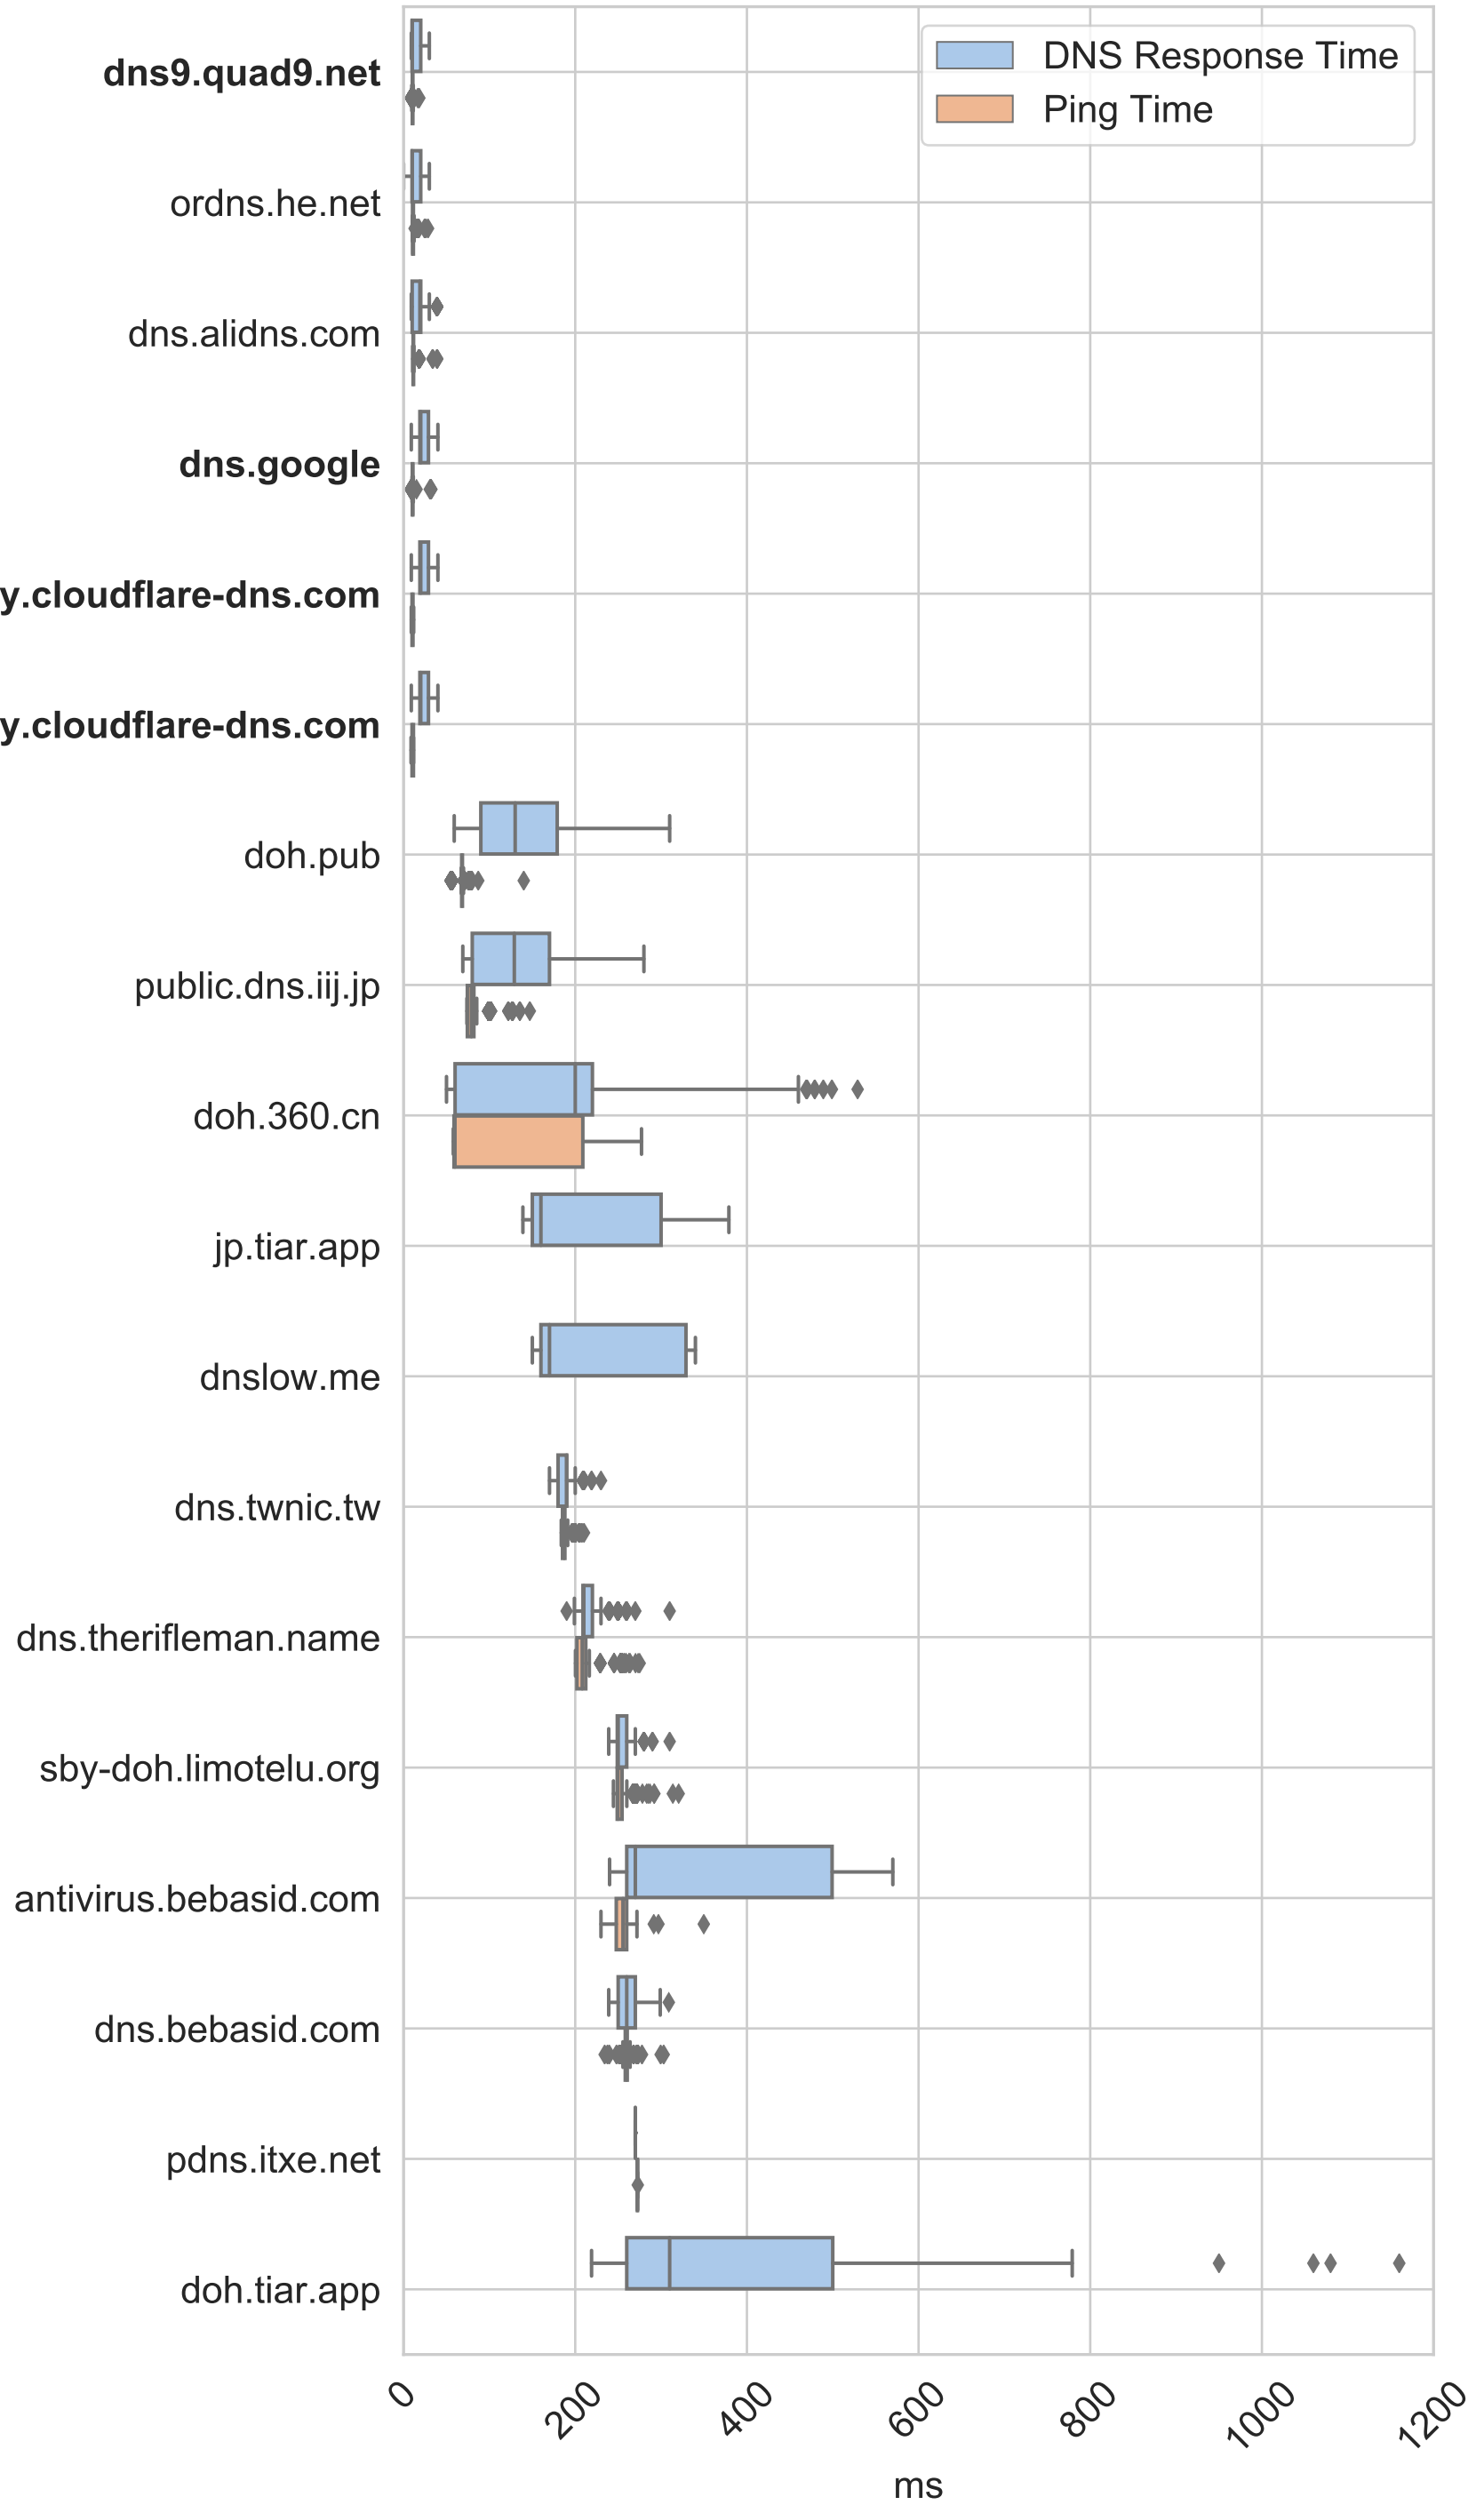 DNS Response Time
Ping Time
dns9.quad9.net
ordns.he.net
dns.alidns.com
dns.google
y.cloudflare-dns.com
y.cloudflare-dns.com
doh.pub
public.dns.iij.jp
doh.360.cn
jp.tiar.app
dnslow.me
dns.twnic.tw
dns.therifleman.name
sby-doh.limotelu.org
antivirus.bebasid.com
dns.bebasid.com
pdns.itxe.net
doh.tiar.app
0 200 400 600 800 1000 1200
ms